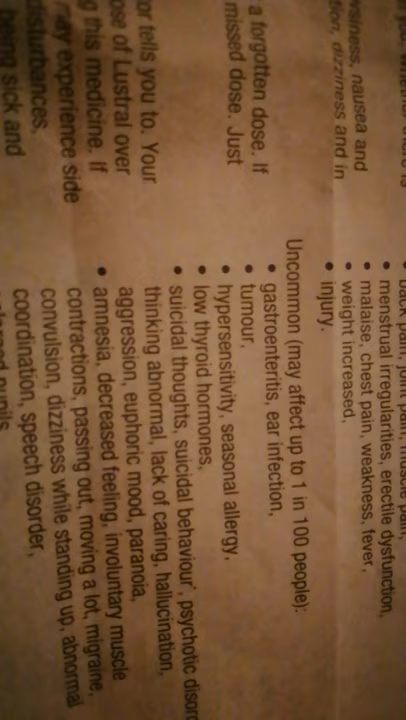 nausea and
dizziness and in
a forgotten dose. If
missed dose. Just
tells you to. Your
of Lustral over
this medicine. If
may experience side
disturbances,
being sick and
back pain, joint pain, muscle pain,
• menstrual irregularities, erectile dysfunction,
• malaise, chest pain, weakness, fever,
• weight increased,
• injury.
Uncommon (may affect up to 1 in 100 people):
• gastroenteritis, ear infection,
• tumour,
• hypersensitivity, seasonal allergy,
• low thyroid hormones,
• suicidal thoughts, suicidal behaviour*, psychotic disord
thinking abnormal, lack of caring, hallucination,
aggression, euphoric mood, paranoia,
• amnesia, decreased feeling, involuntary muscle
contractions, passing out, moving a lot, migraine,
convulsion, dizziness while standing up, abnormal
coordination, speech disorder,
pupils